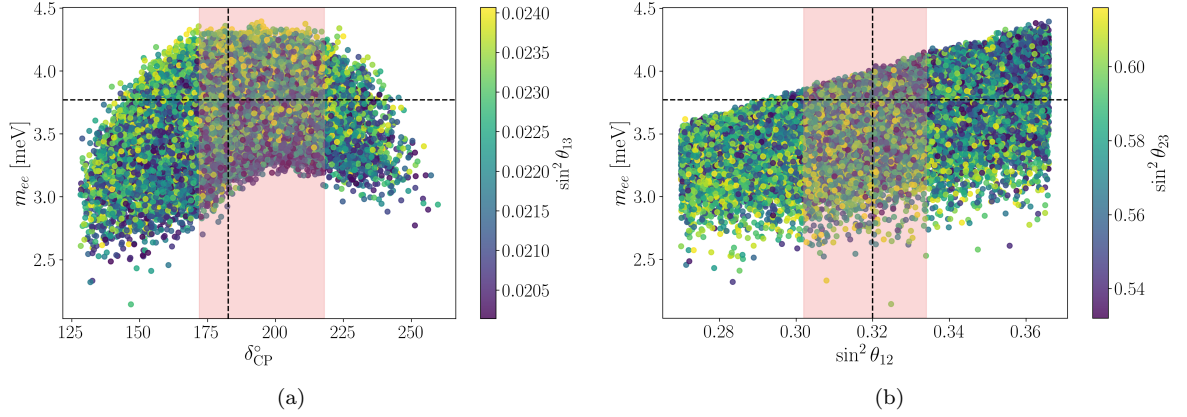 4.5
4.0
3.5
3.0
2.5
m_ee [meV]
125 150 175 200 225 250
δ°_CP
0.0240
0.0235
0.0230
0.0225
0.0220
0.0215
0.0210
0.0205
sin² θ₁₃
(a)
4.5
4.0
3.5
3.0
2.5
m_ee [meV]
0.28 0.30 0.32 0.34 0.36
sin² θ₁₂
0.60
0.58
0.56
0.54
sin² θ₂₃
(b)